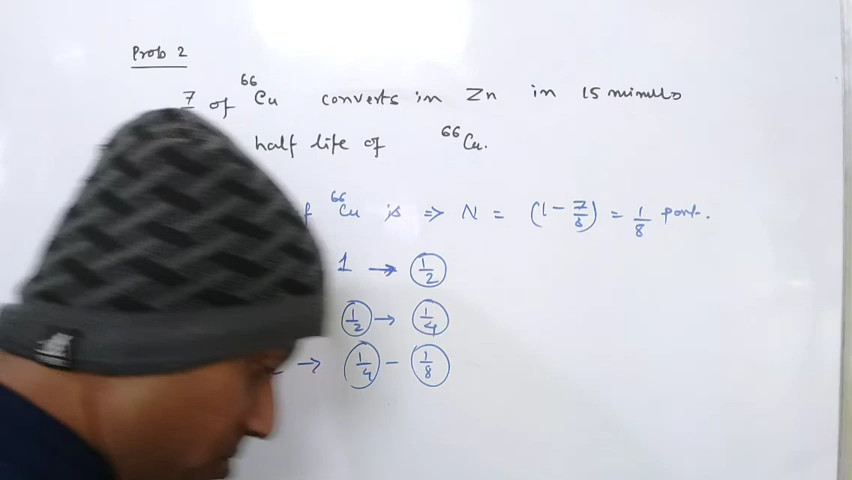 Prob 2
7 of 66Cu converts in Zn in 15 minutes
half life of 66Cu.
66Cu is ⇒ N = (1 - 7/8) = 1/8 part.
1 → 1/2
1/2 → 1/4
→ 1/4 - 1/8